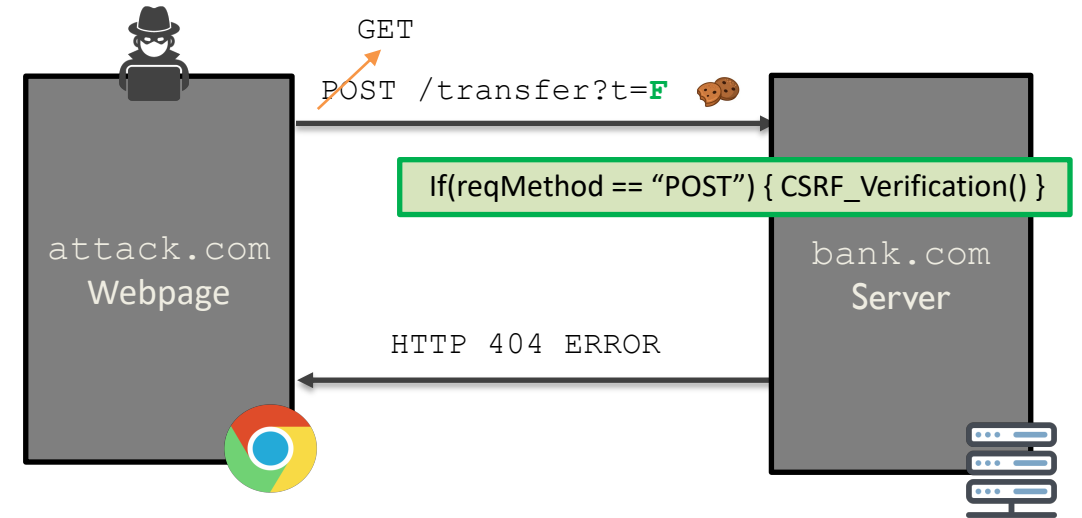 GET
POST /transfer?t=F
If(reqMethod == “POST”) { CSRF_Verification() }
attack.com
Webpage
bank.com
Server
HTTP 404 ERROR